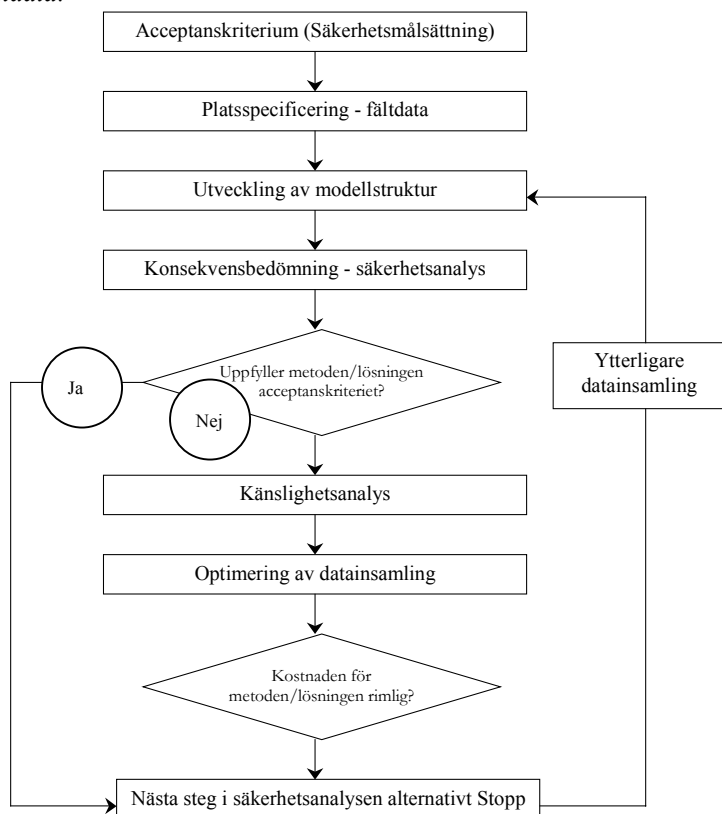 Acceptanskriterium (Säkerhetsmålsättning)
Platsspecificering - fältdata
Utveckling av modellstruktur
Konsekvensbedömning - säkerhetsanalys
Uppfyller metoden/lösningen
acceptanskriteriet?
Ja
Nej
Ytterligare
datainsamling
Känslighetsanalys
Optimering av datainsamling
Kostnaden för
metoden/lösningen rimlig?
Nästa steg i säkerhetsanalysen alternativt Stopp